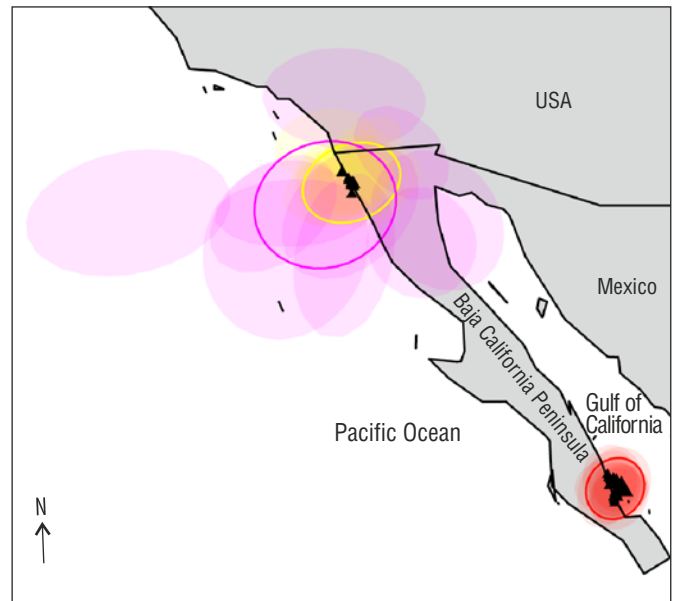 USA
Mexico
Baja California Peninsula
Gulf of
California
Pacific Ocean
N